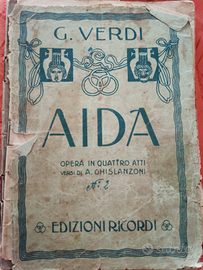 G. VERDI
AIDA
OPERA IN QUATTRO ATTI
VERSI DI A. GHISLANZONI
EDIZIONI RICORDI